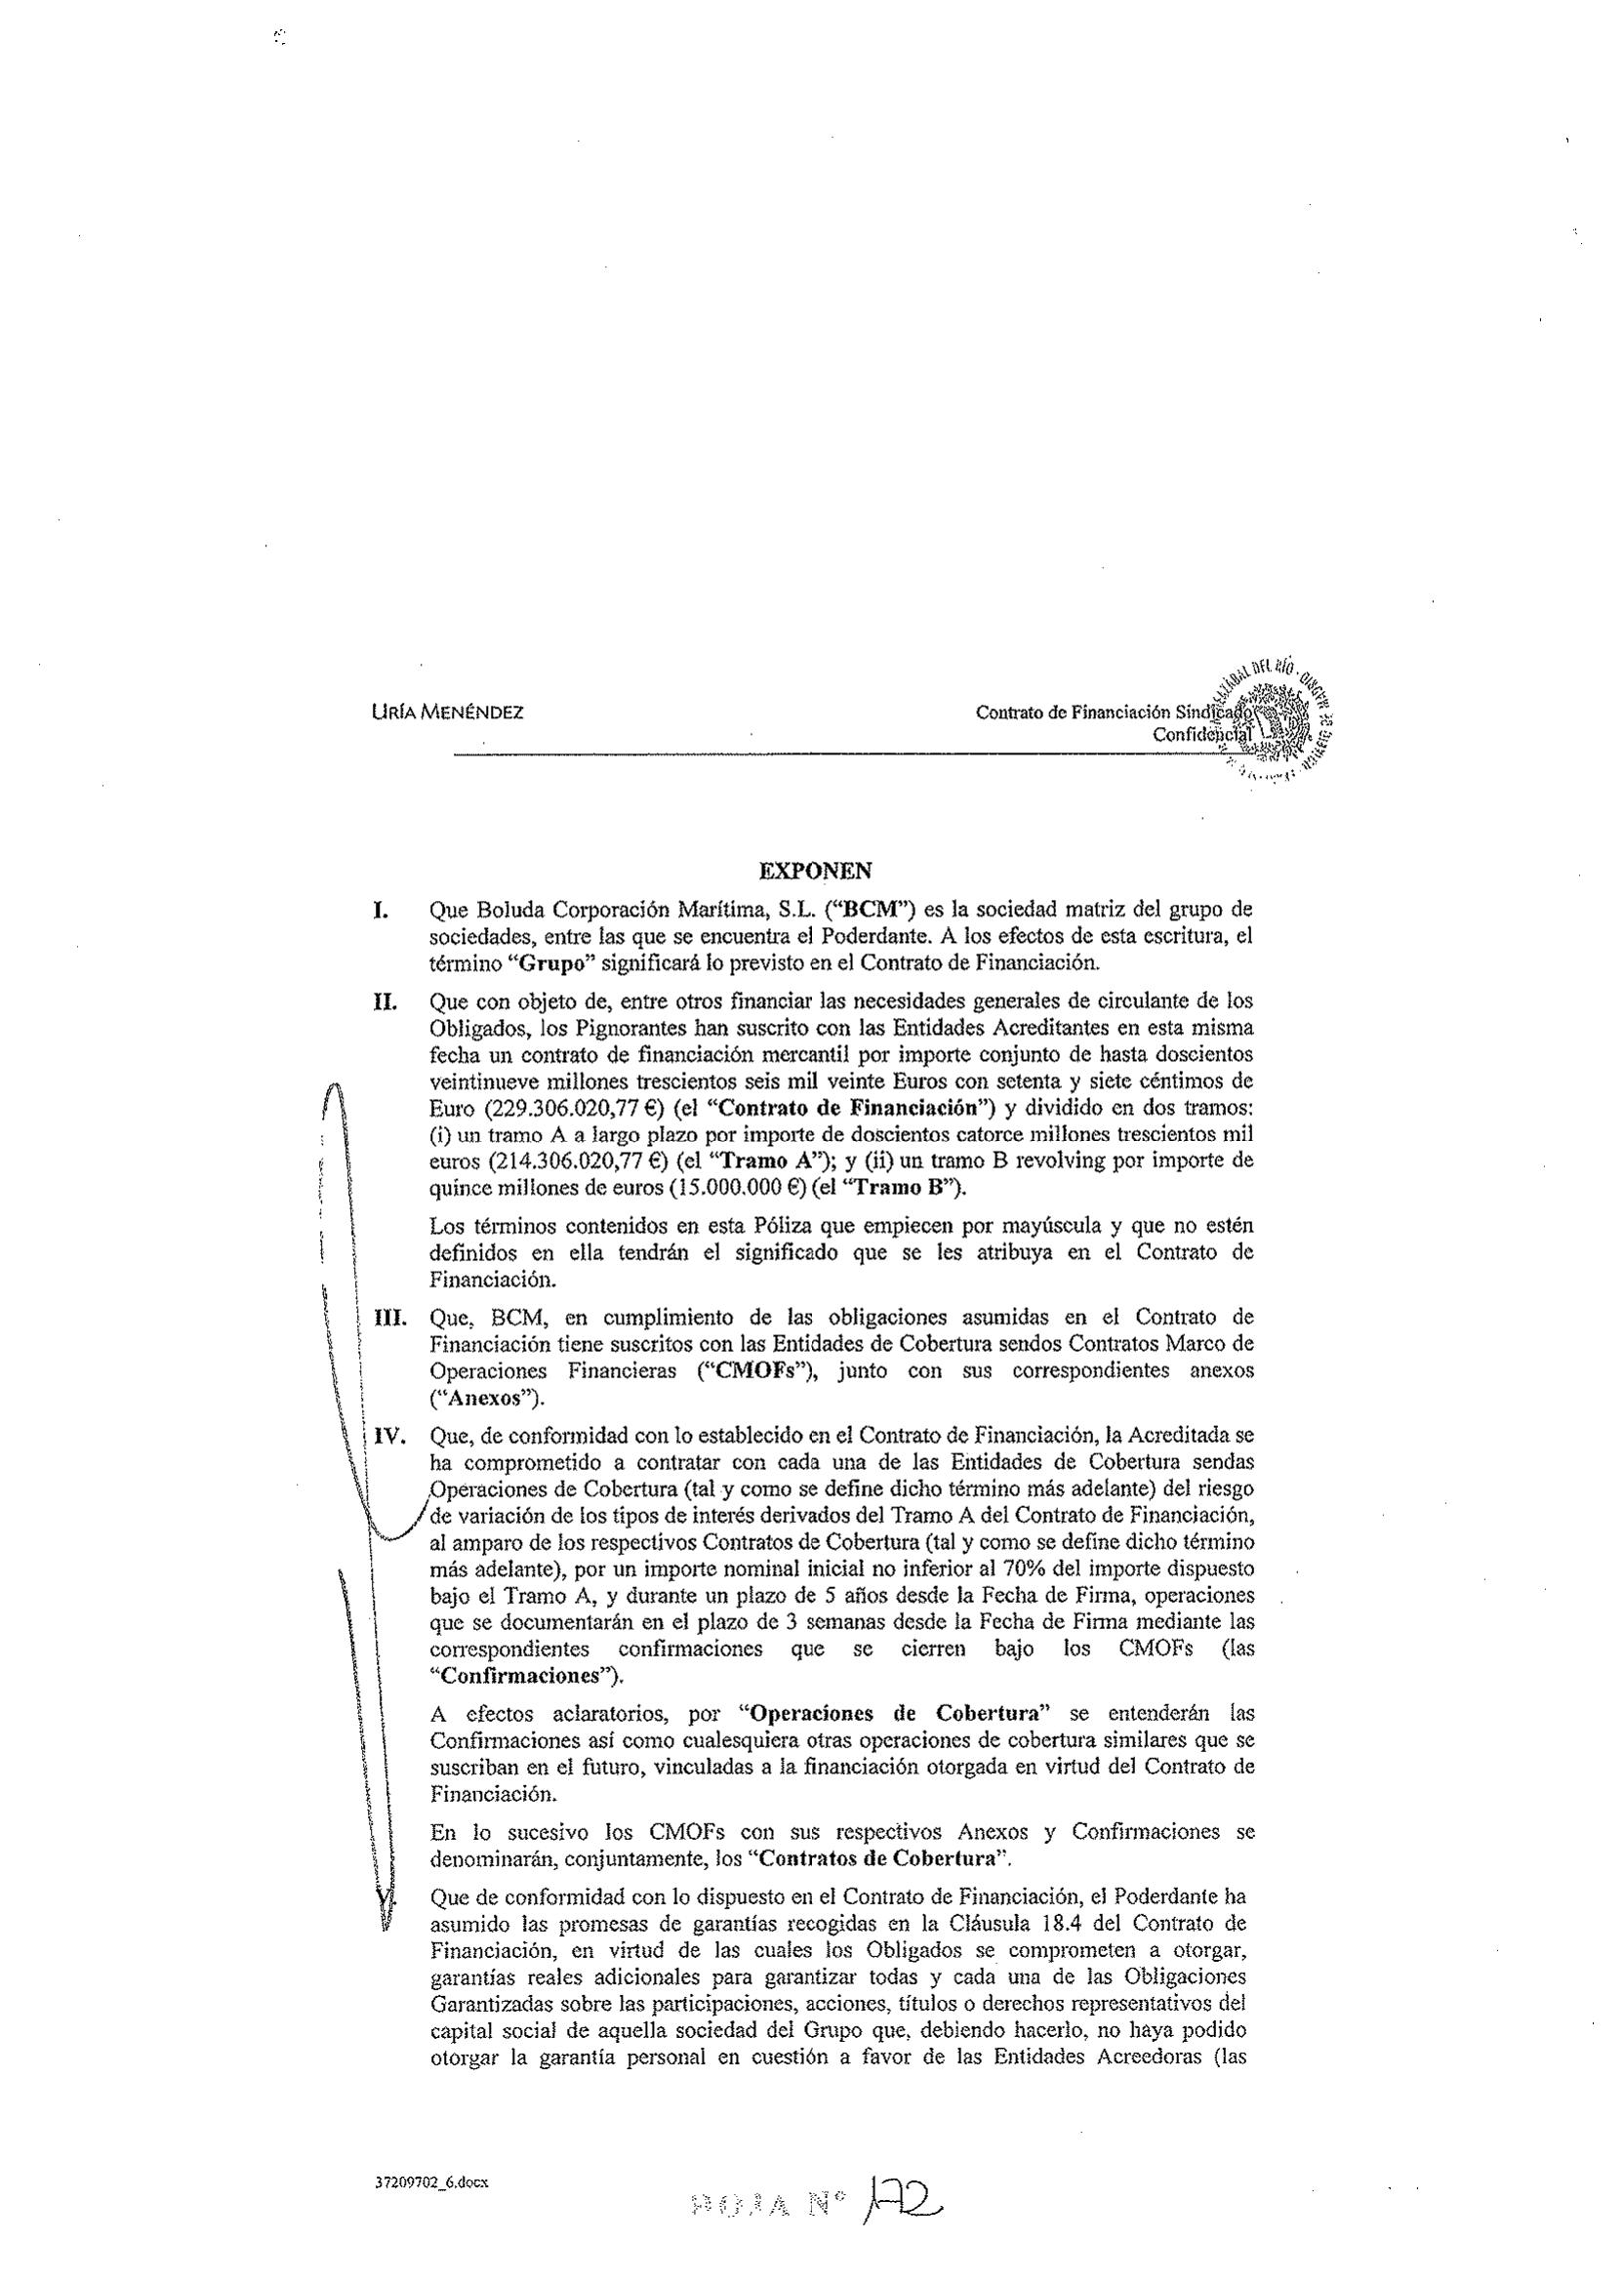 URÍA MENÉNDEZ
Contrato de Financiación Sindicado
Confidencial
EXPONEN
I. Que Boluda Corporación Marítima, S.L. (“BCM”) es la sociedad matriz del grupo de
sociedades, entre las que se encuentra el Poderdante. A los efectos de esta escritura, el
término “Grupo” significará lo previsto en el Contrato de Financiación.
II. Que con objeto de, entre otros financiar las necesidades generales de circulante de los
Obligados, los Pignorantes han suscrito con las Entidades Acreditantes en esta misma
fecha un contrato de financiación mercantil por importe conjunto de hasta doscientos
veintinueve millones trescientos seis mil veinte Euros con setenta y siete céntimos de
Euro (229.306.020,77 €) (el “Contrato de Financiación”) y dividido en dos tramos:
(i) un tramo A a largo plazo por importe de doscientos catorce millones trescientos mil
euros (214.306.020,77 €) (el “Tramo A”); y (ii) un tramo B revolving por importe de
quince millones de euros (15.000.000 €) (el “Tramo B”).
Los términos contenidos en esta Póliza que empiecen por mayúscula y que no estén
definidos en ella tendrán el significado que se les atribuya en el Contrato de
Financiación.
III. Que, BCM, en cumplimiento de las obligaciones asumidas en el Contrato de
Financiación tiene suscritos con las Entidades de Cobertura sendos Contratos Marco de
Operaciones Financieras (“CMOFs”), junto con sus correspondientes anexos
(“Anexos”).
IV. Que, de conformidad con lo establecido en el Contrato de Financiación, la Acreditada se
ha comprometido a contratar con cada una de las Entidades de Cobertura sendas
Operaciones de Cobertura (tal y como se define dicho término más adelante) del riesgo
de variación de los tipos de interés derivados del Tramo A del Contrato de Financiación,
al amparo de los respectivos Contratos de Cobertura (tal y como se define dicho término
más adelante), por un importe nominal inicial no inferior al 70% del importe dispuesto
bajo el Tramo A, y durante un plazo de 5 años desde la Fecha de Firma, operaciones
que se documentarán en el plazo de 3 semanas desde la Fecha de Firma mediante las
correspondientes confirmaciones que se cierren bajo los CMOFs (las
“Confirmaciones”).
A efectos aclaratorios, por “Operaciones de Cobertura” se entenderán las
Confirmaciones así como cualesquiera otras operaciones de cobertura similares que se
suscriban en el futuro, vinculadas a la financiación otorgada en virtud del Contrato de
Financiación.
En lo sucesivo los CMOFs con sus respectivos Anexos y Confirmaciones se
denominarán, conjuntamente, los “Contratos de Cobertura”.
V. Que de conformidad con lo dispuesto en el Contrato de Financiación, el Poderdante ha
asumido las promesas de garantías recogidas en la Cláusula 18.4 del Contrato de
Financiación, en virtud de las cuales los Obligados se comprometen a otorgar,
garantías reales adicionales para garantizar todas y cada una de las Obligaciones
Garantizadas sobre las participaciones, acciones, títulos o derechos representativos del
capital social de aquella sociedad del Grupo que, debiendo hacerlo, no haya podido
otorgar la garantía personal en cuestión a favor de las Entidades Acreedoras (las
37209702_6.docx
HOJA Nº 172